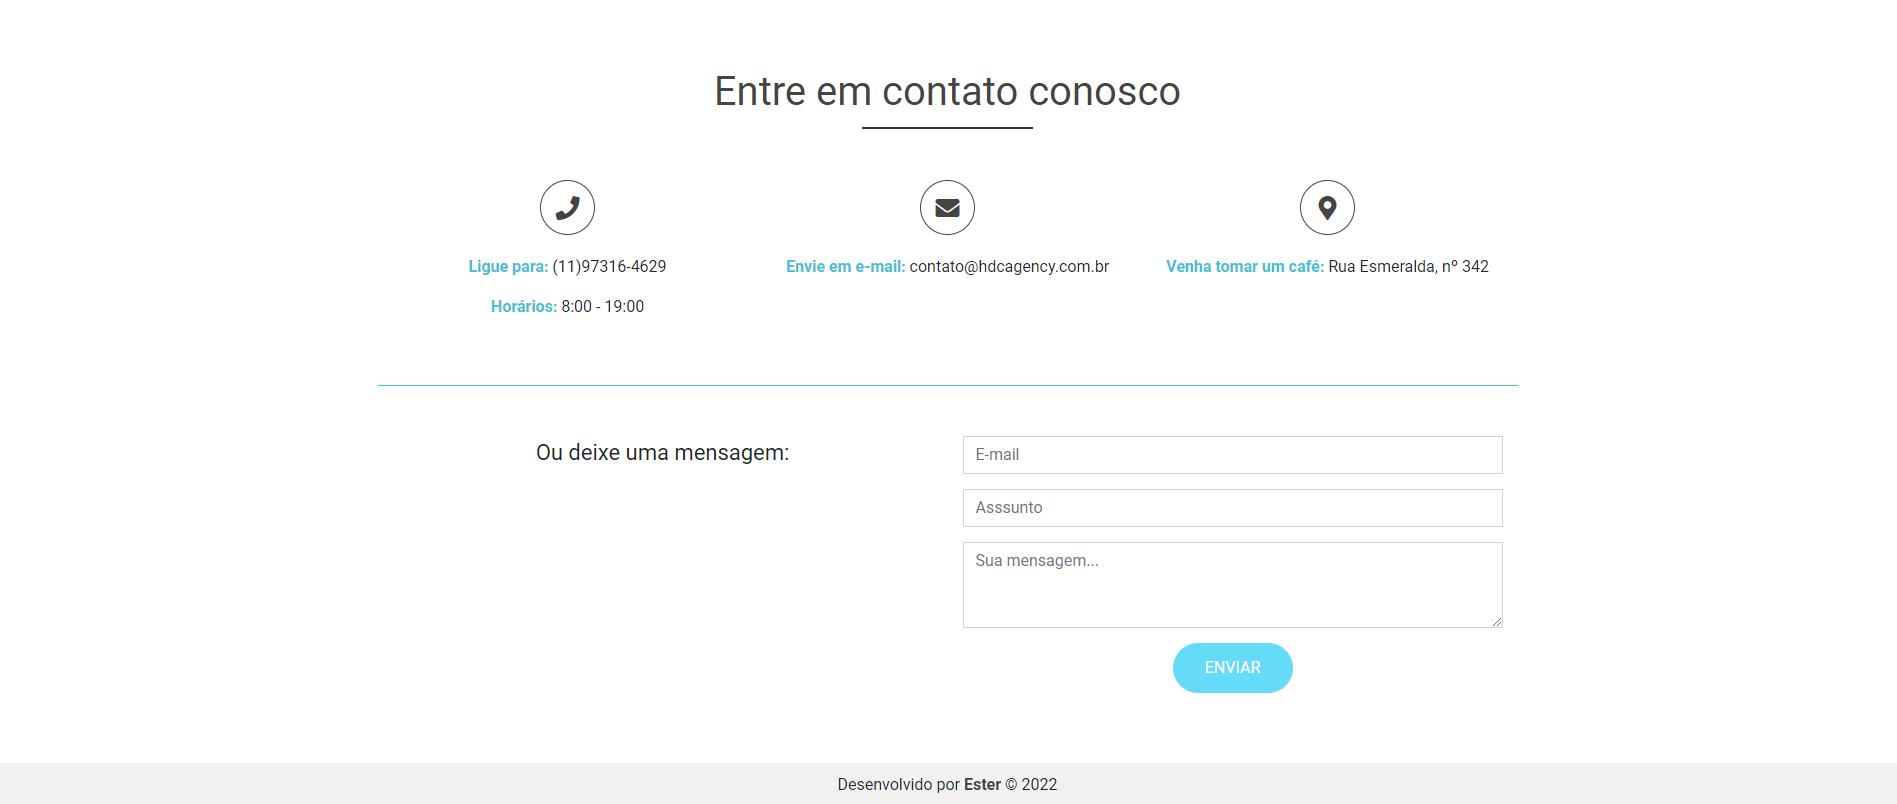 Entre em contato conosco
Ligue para: (11)97316-4629
Horários: 8:00 - 19:00
Envie em e-mail: contato@hdcagency.com.br
Venha tomar um café: Rua Esmeralda, nº 342
Ou deixe uma mensagem:
E-mail
Asssunto
Sua mensagem...
ENVIAR
Desenvolvido por Ester © 2022